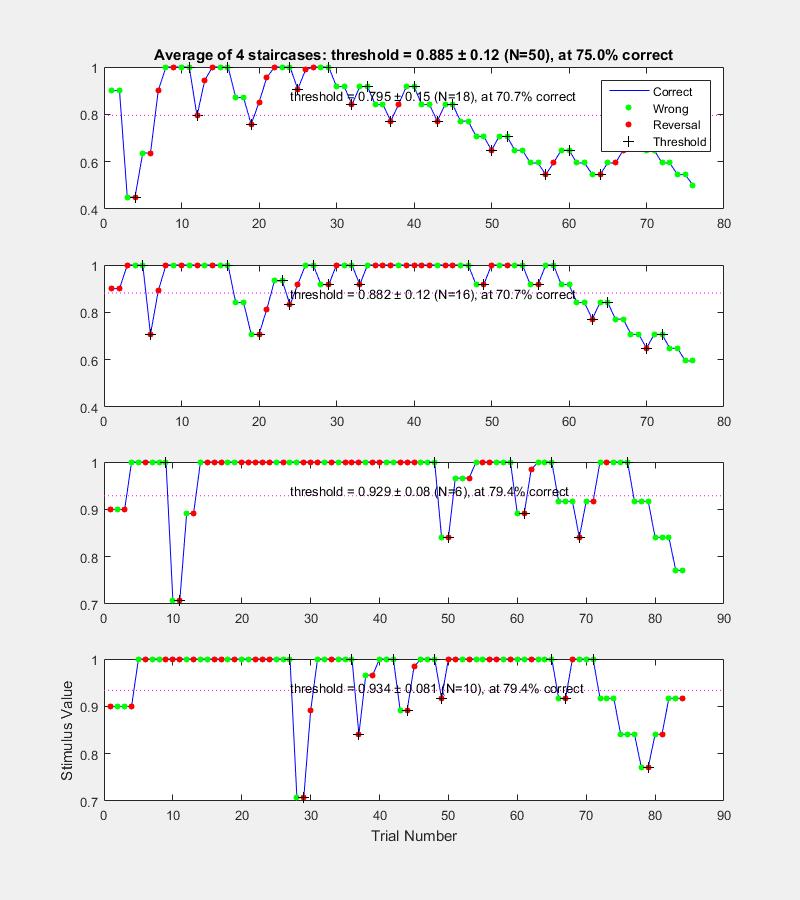 Average of 4 staircases: threshold = 0.885 ± 0.12 (N=50), at 75.0% correct
1
0.8
0.6
0.4
threshold = 0.795 ± 0.15 (N=18), at 70.7% correct
Correct
Wrong
Reversal
Threshold
0 10 20 30 40 50 60 70 80
1
0.8
0.6
0.4
threshold = 0.882 ± 0.12 (N=16), at 70.7% correct
0 10 20 30 40 50 60 70 80
1
0.9
0.8
0.7
threshold = 0.929 ± 0.08 (N=6), at 79.4% correct
0 10 20 30 40 50 60 70 80 90
Stimulus Value
1
0.9
0.8
0.7
threshold = 0.934 ± 0.081 (N=10), at 79.4% correct
0 10 20 30 40 50 60 70 80 90
Trial Number